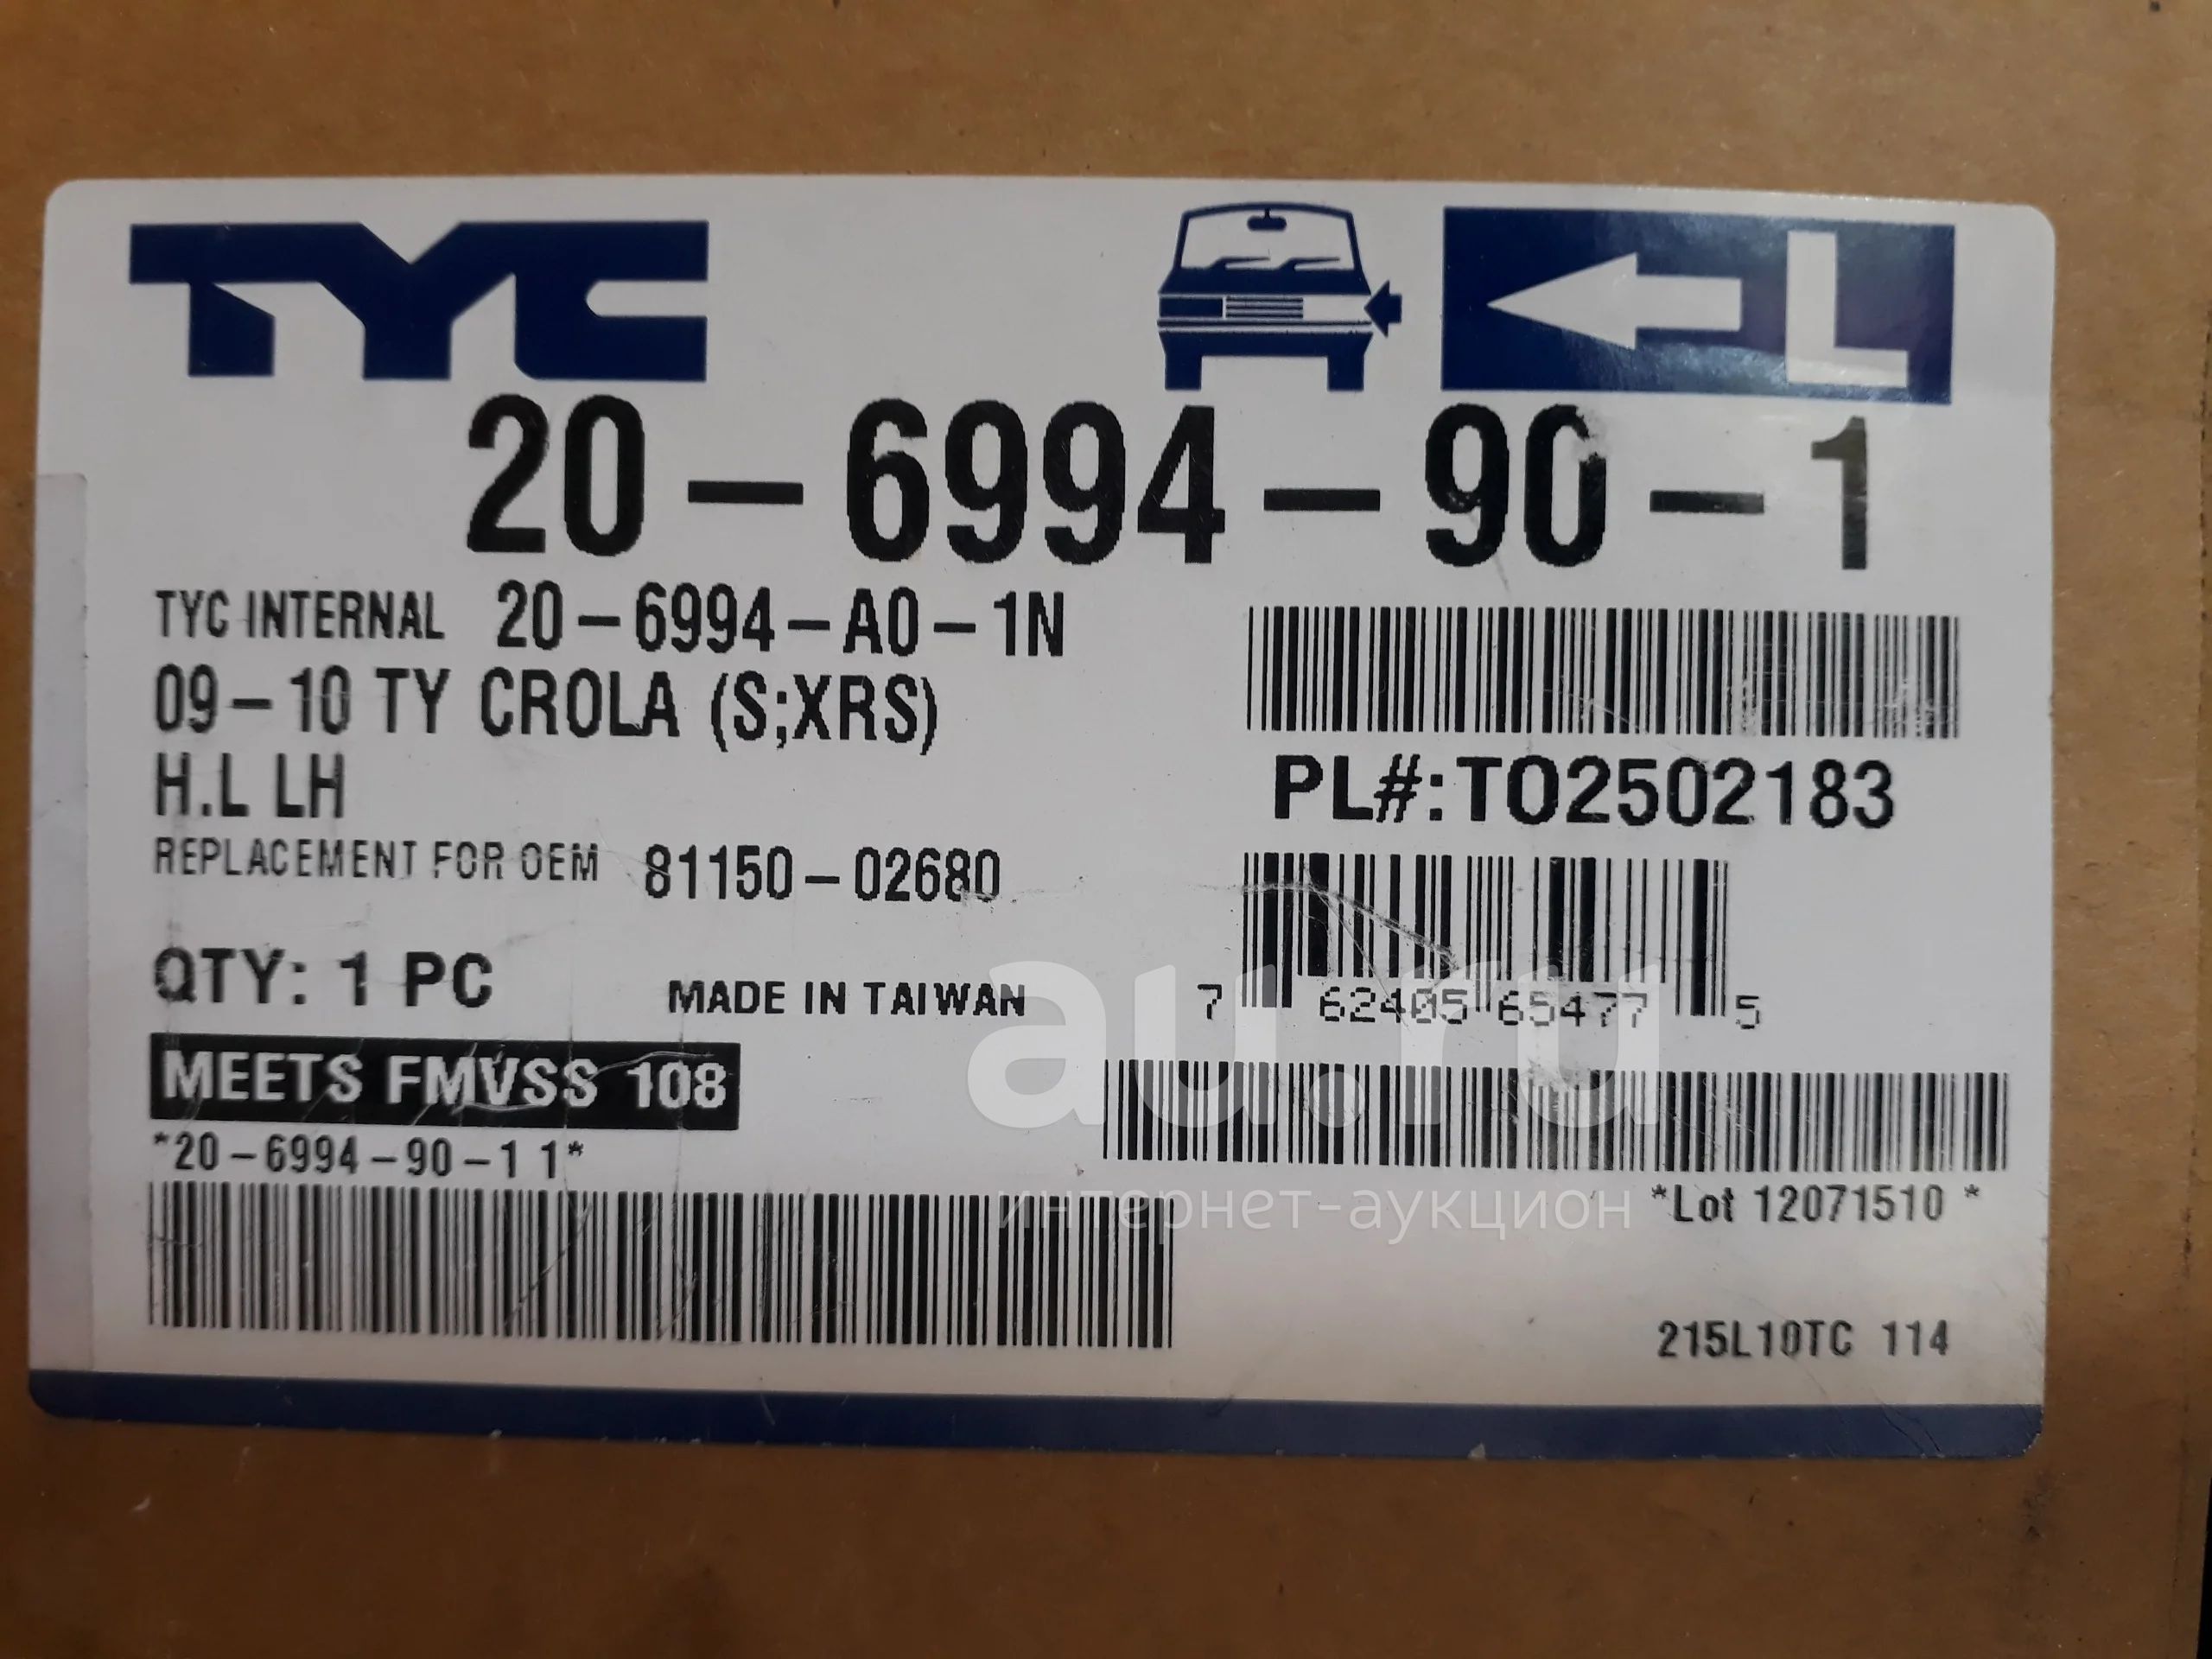 TYC
L
20-6994-90-1
TYC INTERNAL 20-6994-A0-1N
09-10 TY CROLA (S;XRS)
H.L LH
PL#:TO2502183
REPLACEMENT FOR OEM 81150-02680
QTY: 1 PC
MADE IN TAIWAN
7 62405 65477 5
au.ru
MEETS FMVSS 108
*20-6994-90-1 1*
интернет-аукцион
*Lot 12071510 *
215L10TC 114